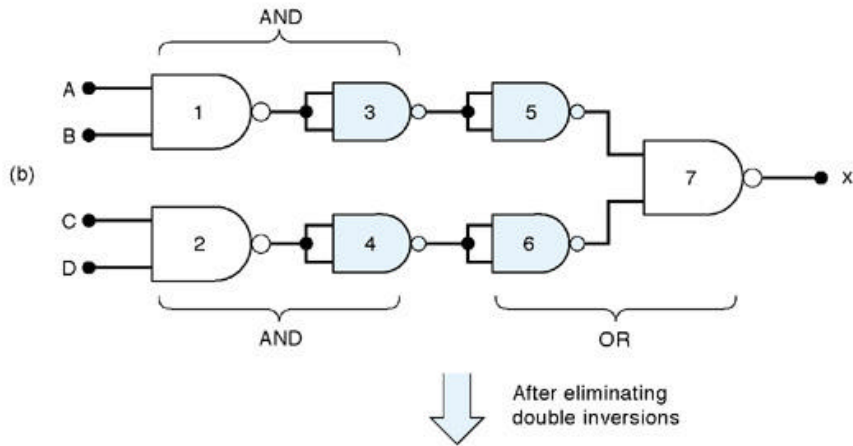 AND
A
1
3
5
B
(b)
7
x
C
2
4
6
D
AND
OR
After eliminating
double inversions